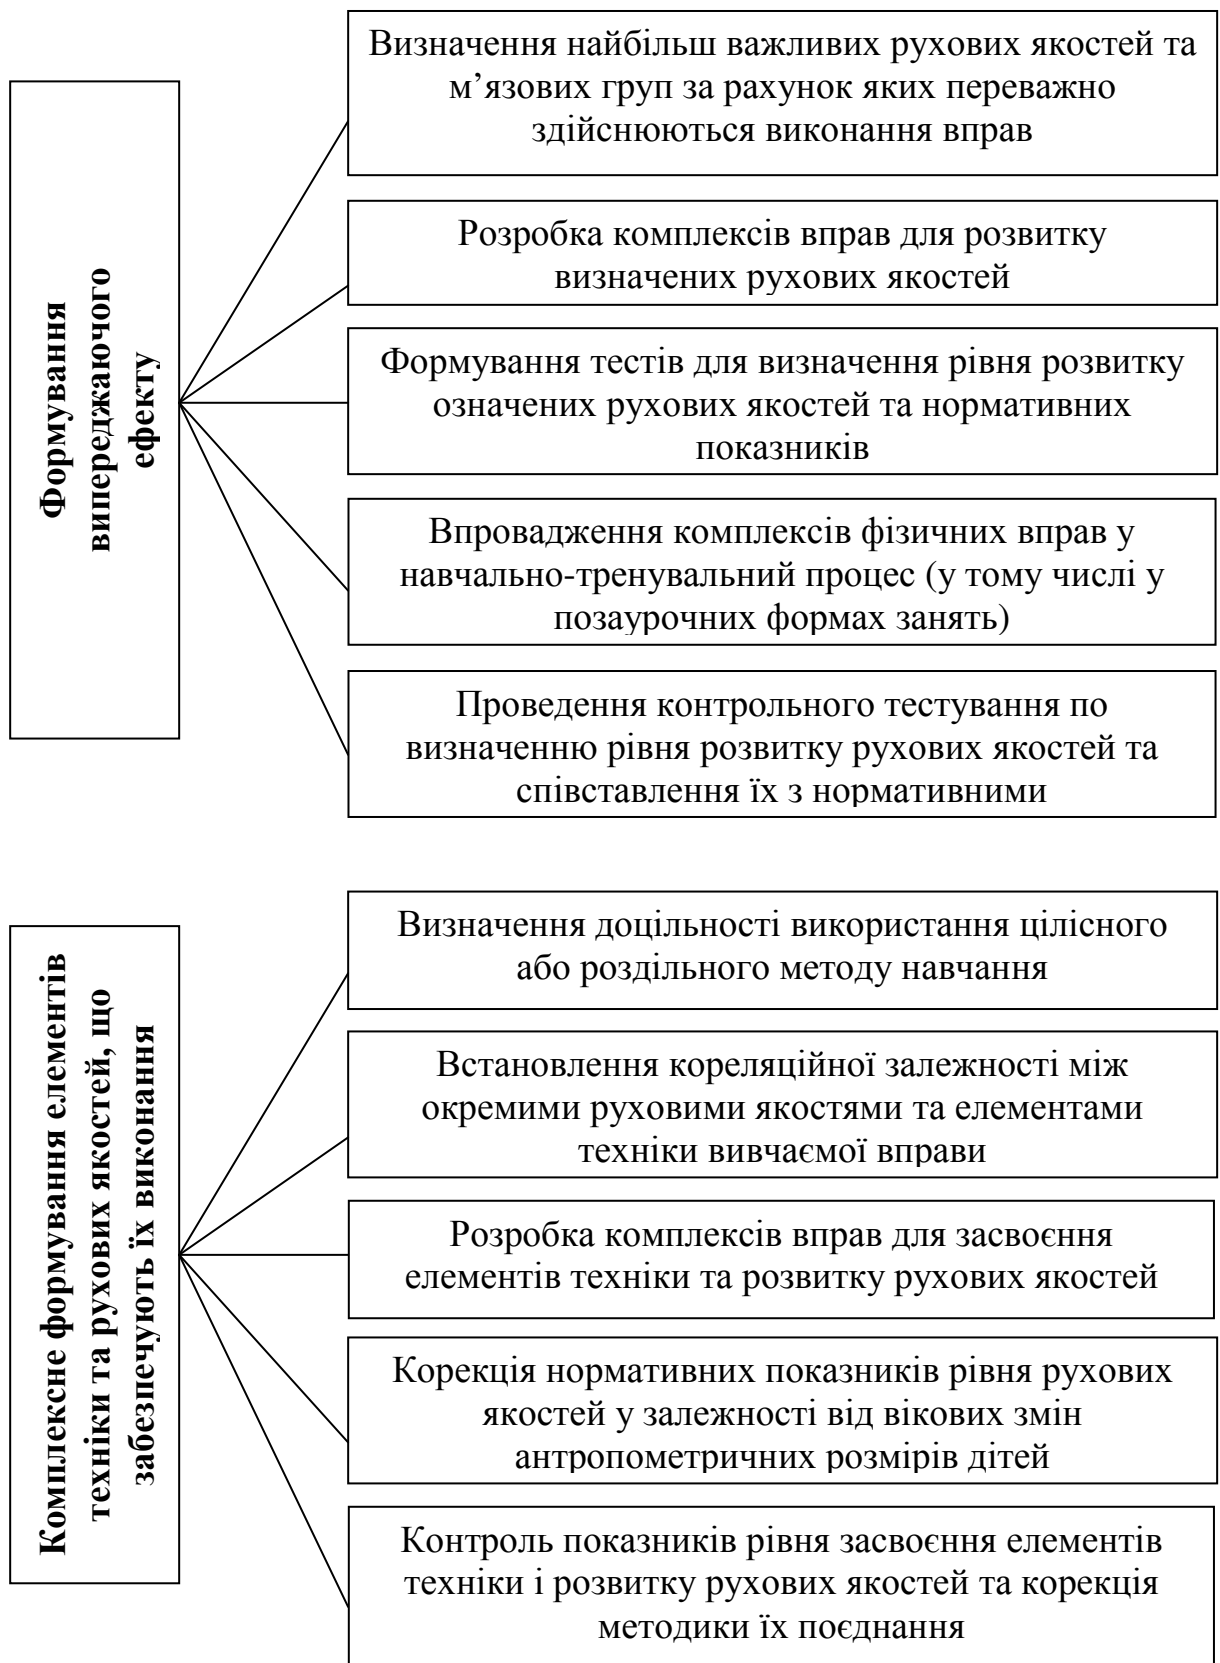 Формування
випереджаючого
ефекту
Визначення найбільш важливих рухових якостей та
м’язових груп за рахунок яких переважно
здійснюються виконання вправ
Розробка комплексів вправ для розвитку
визначених рухових якостей
Формування тестів для визначення рівня розвитку
означених рухових якостей та нормативних
показників
Впровадження комплексів фізичних вправ у
навчально-тренувальний процес (у тому числі у
позаурочних формах занять)
Проведення контрольного тестування по
визначенню рівня розвитку рухових якостей та
співставлення їх з нормативними
Комплексне формування елементів
техніки та рухових якостей, що
забезпечують їх виконання
Визначення доцільності використання цілісного
або роздільного методу навчання
Встановлення кореляційної залежності між
окремими руховими якостями та елементами
техніки вивчаємої вправи
Розробка комплексів вправ для засвоєння
елементів техніки та розвитку рухових якостей
Корекція нормативних показників рівня рухових
якостей у залежності від вікових змін
антропометричних розмірів дітей
Контроль показників рівня засвоєння елементів
техніки і розвитку рухових якостей та корекція
методики їх поєднання